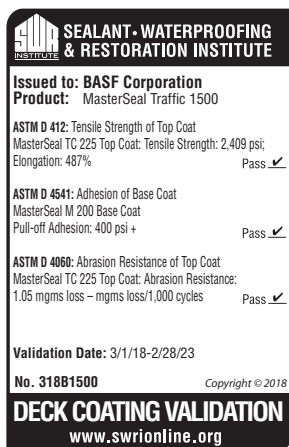 SWR
INSTITUTE
SEALANT • WATERPROOFING
& RESTORATION INSTITUTE
Issued to: BASF Corporation
Product: MasterSeal Traffic 1500
ASTM D 412: Tensile Strength of Top Coat
MasterSeal TC 225 Top Coat: Tensile Strength: 2,409 psi;
Elongation: 487% Pass ✔
ASTM D 4541: Adhesion of Base Coat
MasterSeal M 200 Base Coat
Pull-off Adhesion: 400 psi + Pass ✔
ASTM D 4060: Abrasion Resistance of Top Coat
MasterSeal TC 225 Top Coat: Abrasion Resistance:
1.05 mgms loss – mgms loss/1,000 cycles Pass ✔
Validation Date: 3/1/18-2/28/23
No. 318B1500 Copyright © 2018
DECK COATING VALIDATION
www.swrionline.org